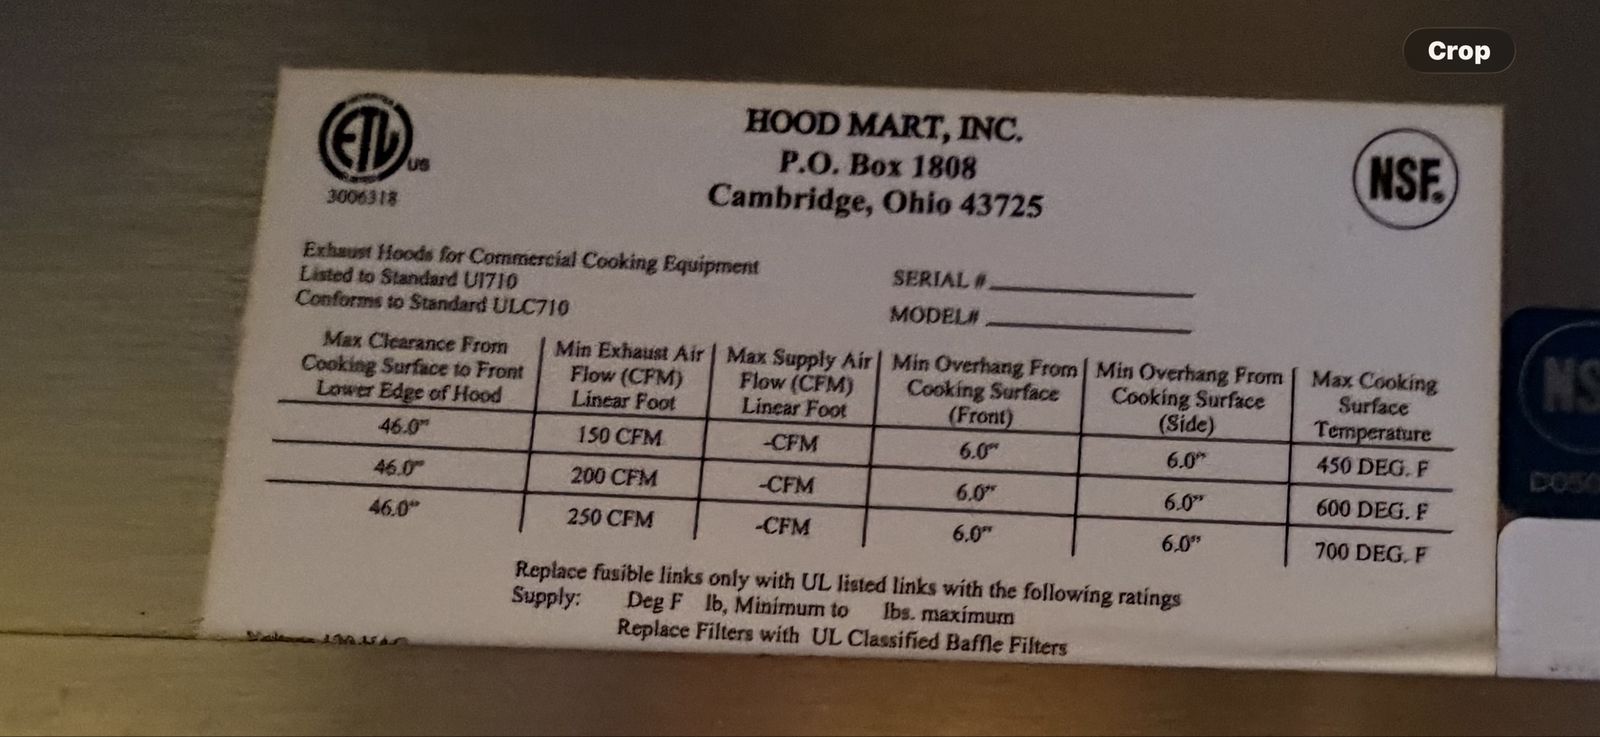 Crop
ETL
US
3006318
HOOD MART, INC.
P.O. Box 1808
Cambridge, Ohio 43725
NSF®
Exhaust Hoods for Commercial Cooking Equipment
Listed to Standard Ul710
Conforms to Standard ULC710
SERIAL #
MODEL#
Max Clearance From Cooking Surface to Front Lower Edge of Hood | Min Exhaust Air Flow (CFM) Linear Foot | Max Supply Air Flow (CFM) Linear Foot | Min Overhang From Cooking Surface (Front) | Min Overhang From Cooking Surface (Side) | Max Cooking Surface Temperature
46.0" | 150 CFM | -CFM | 6.0" | 6.0" | 450 DEG. F
46.0" | 200 CFM | -CFM | 6.0" | 6.0" | 600 DEG. F
46.0" | 250 CFM | -CFM | 6.0" | 6.0" | 700 DEG. F
Replace fusible links only with UL listed links with the following ratings
Supply: Deg F lb, Minimum to lbs. maximum
Replace Filters with UL Classified Baffle Filters